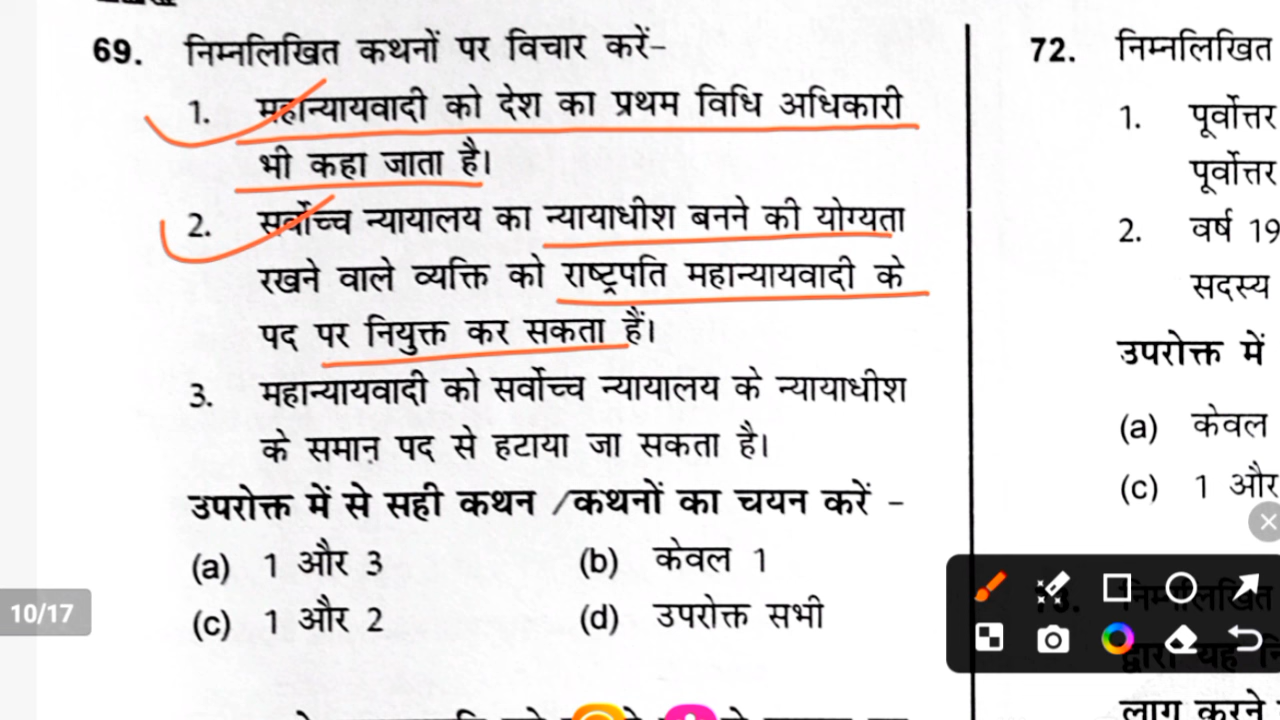 69. निम्नलिखित कथनों पर विचार करें–
1. महान्यायवादी को देश का प्रथम विधि अधिकारी
भी कहा जाता है।
2. सर्वोच्च न्यायालय का न्यायाधीश बनने की योग्यता
रखने वाले व्यक्ति को राष्ट्रपति महान्यायवादी के
पद पर नियुक्त कर सकता हैं।
3. महान्यायवादी को सर्वोच्च न्यायालय के न्यायाधीश
के समान पद से हटाया जा सकता है।
उपरोक्त में से सही कथन /कथनों का चयन करें –
(a) 1 और 3 (b) केवल 1
(c) 1 और 2 (d) उपरोक्त सभी
10/17
72. निम्नलिखित
1. पूर्वोत्तर
पूर्वोत्तर
2. वर्ष 19
सदस्य
उपरोक्त में
(a) केवल
(c) 1 और
निम्नलिखित
द्वारा यह
लागू करने